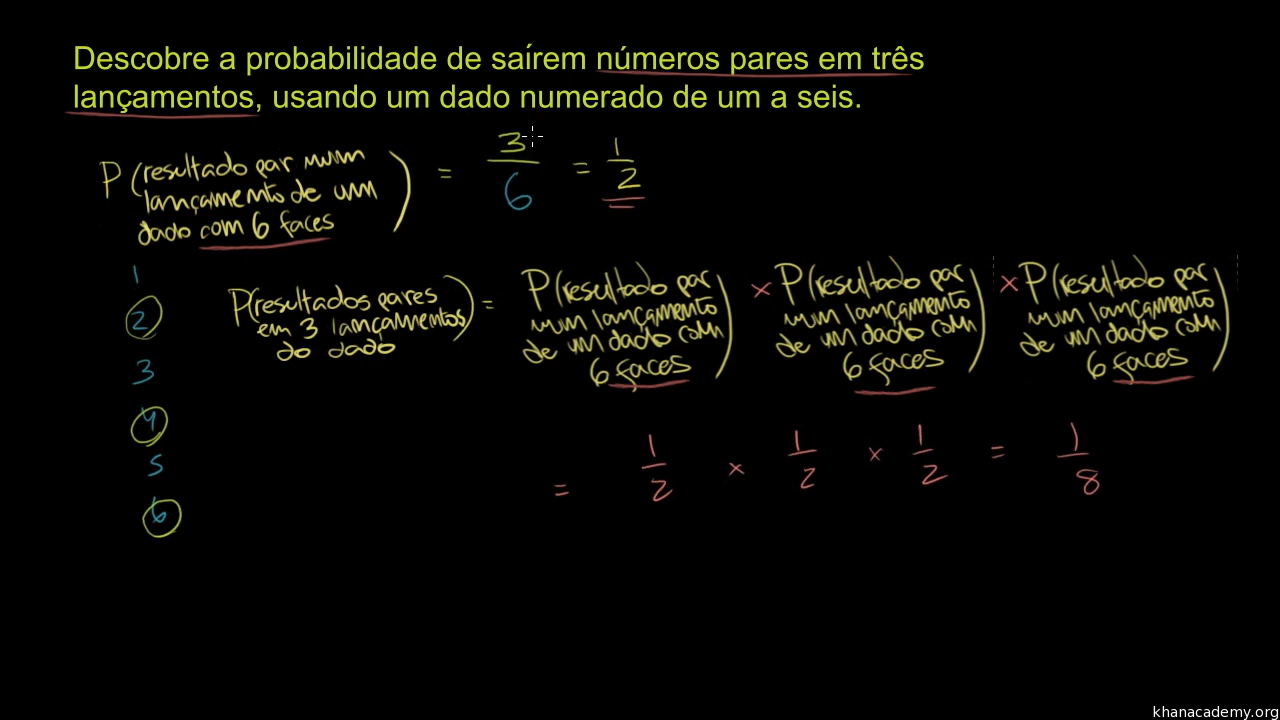 Descobre a probabilidade de saírem números pares em três
lançamentos, usando um dado numerado de um a seis.
P (resultado par num
lançamento de um
dado com 6 faces) = 3/6 = 1/2
1
2
3
4
5
6
P(resultados pares
em 3 lançamentos)
do dado =
P(resultado par
num lançamento
de um dado com
6 faces)
× P(resultado par
num lançamento
de um dado com
6 faces)
× P(resultado par
num lançamento
de um dado com
6 faces)
= 1/2 × 1/2 × 1/2 = 1/8
khanacademy.org